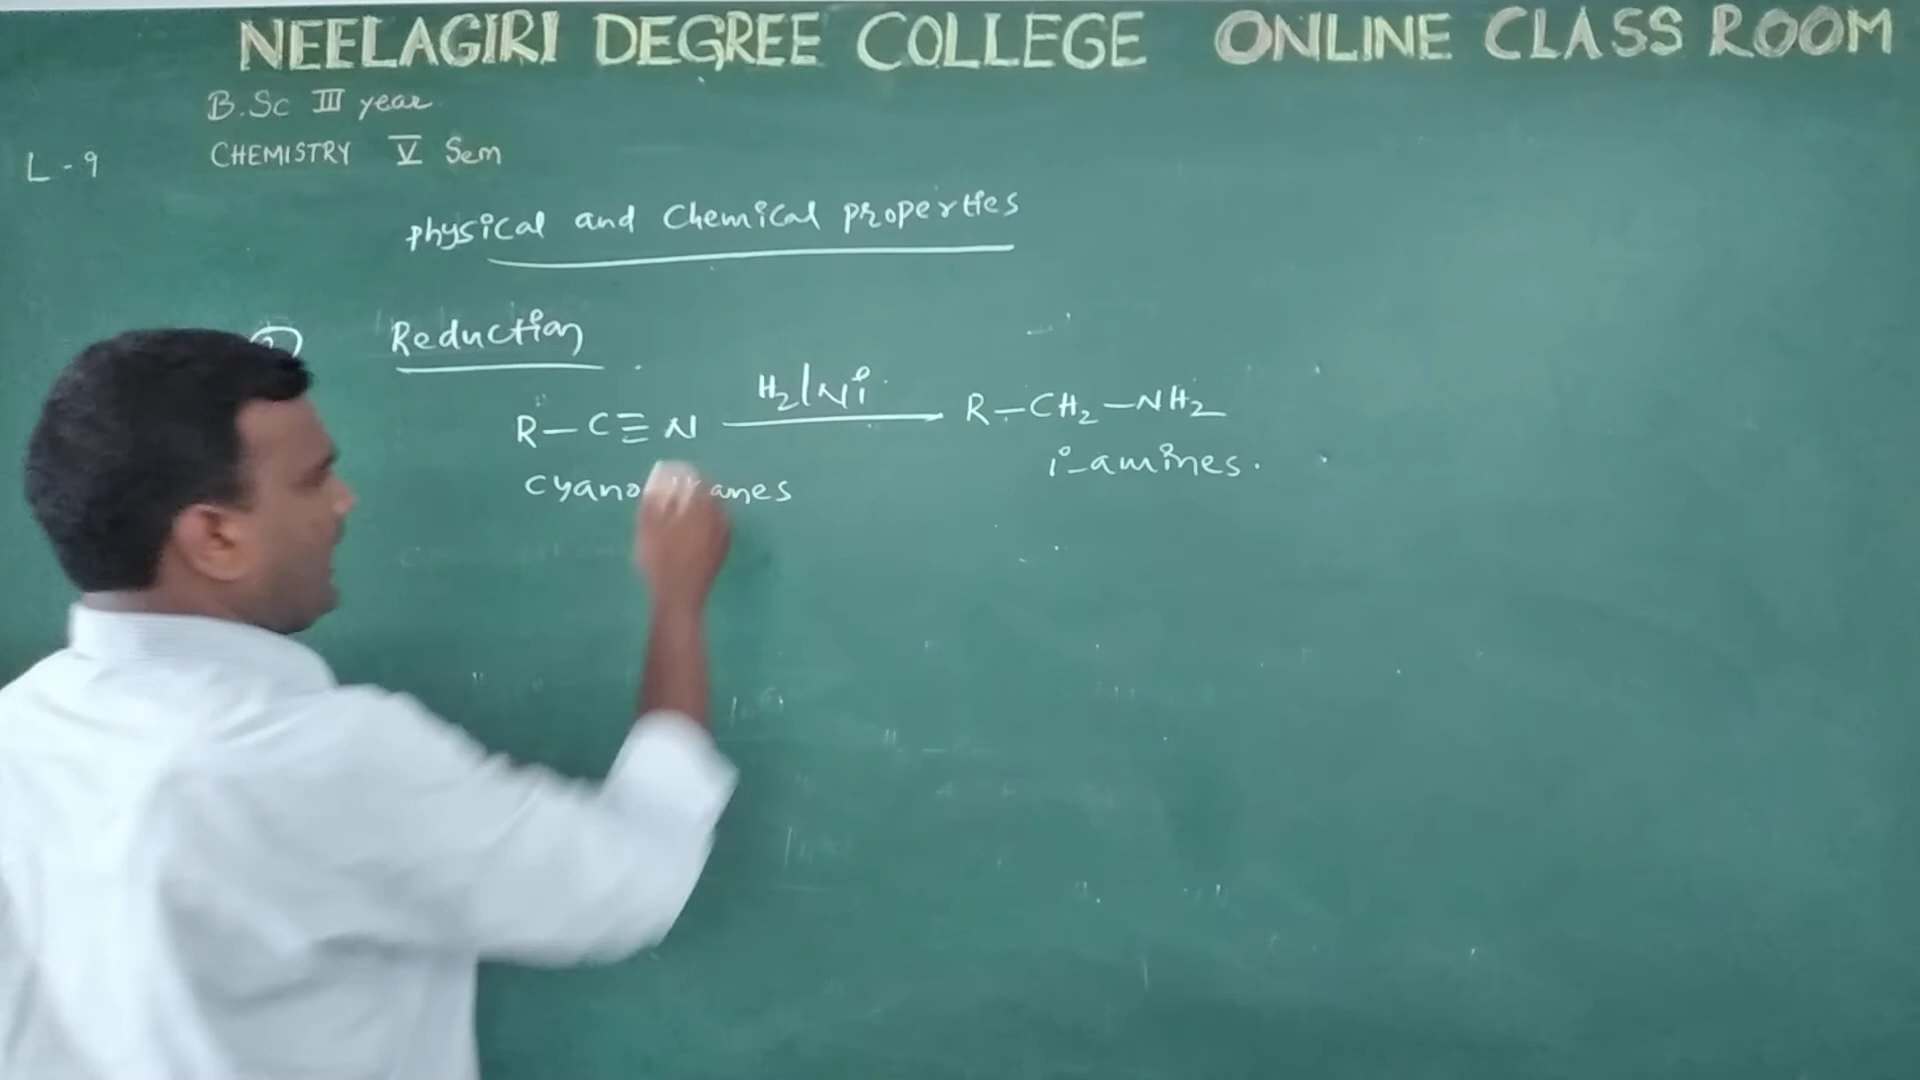 NEELAGIRI DEGREE COLLEGE ONLINE CLASS ROOM
B.Sc III year
CHEMISTRY V Sem
L-9
physical and Chemical properties
Reduction
R-C≡N H2/Ni R-CH2-NH2
i-amines.